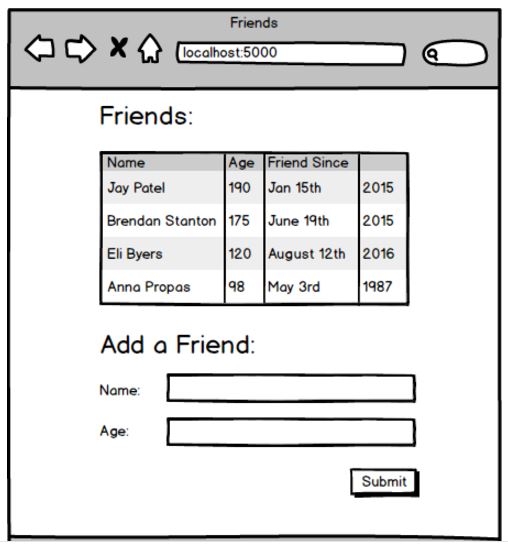 Friends
localhost:5000
Friends:
Name Age Friend Since
Jay Patel 190 Jan 15th 2015
Brendan Stanton 175 June 19th 2015
Eli Byers 120 August 12th 2016
Anna Propas 98 May 3rd 1987
Add a Friend:
Name:
Age:
Submit